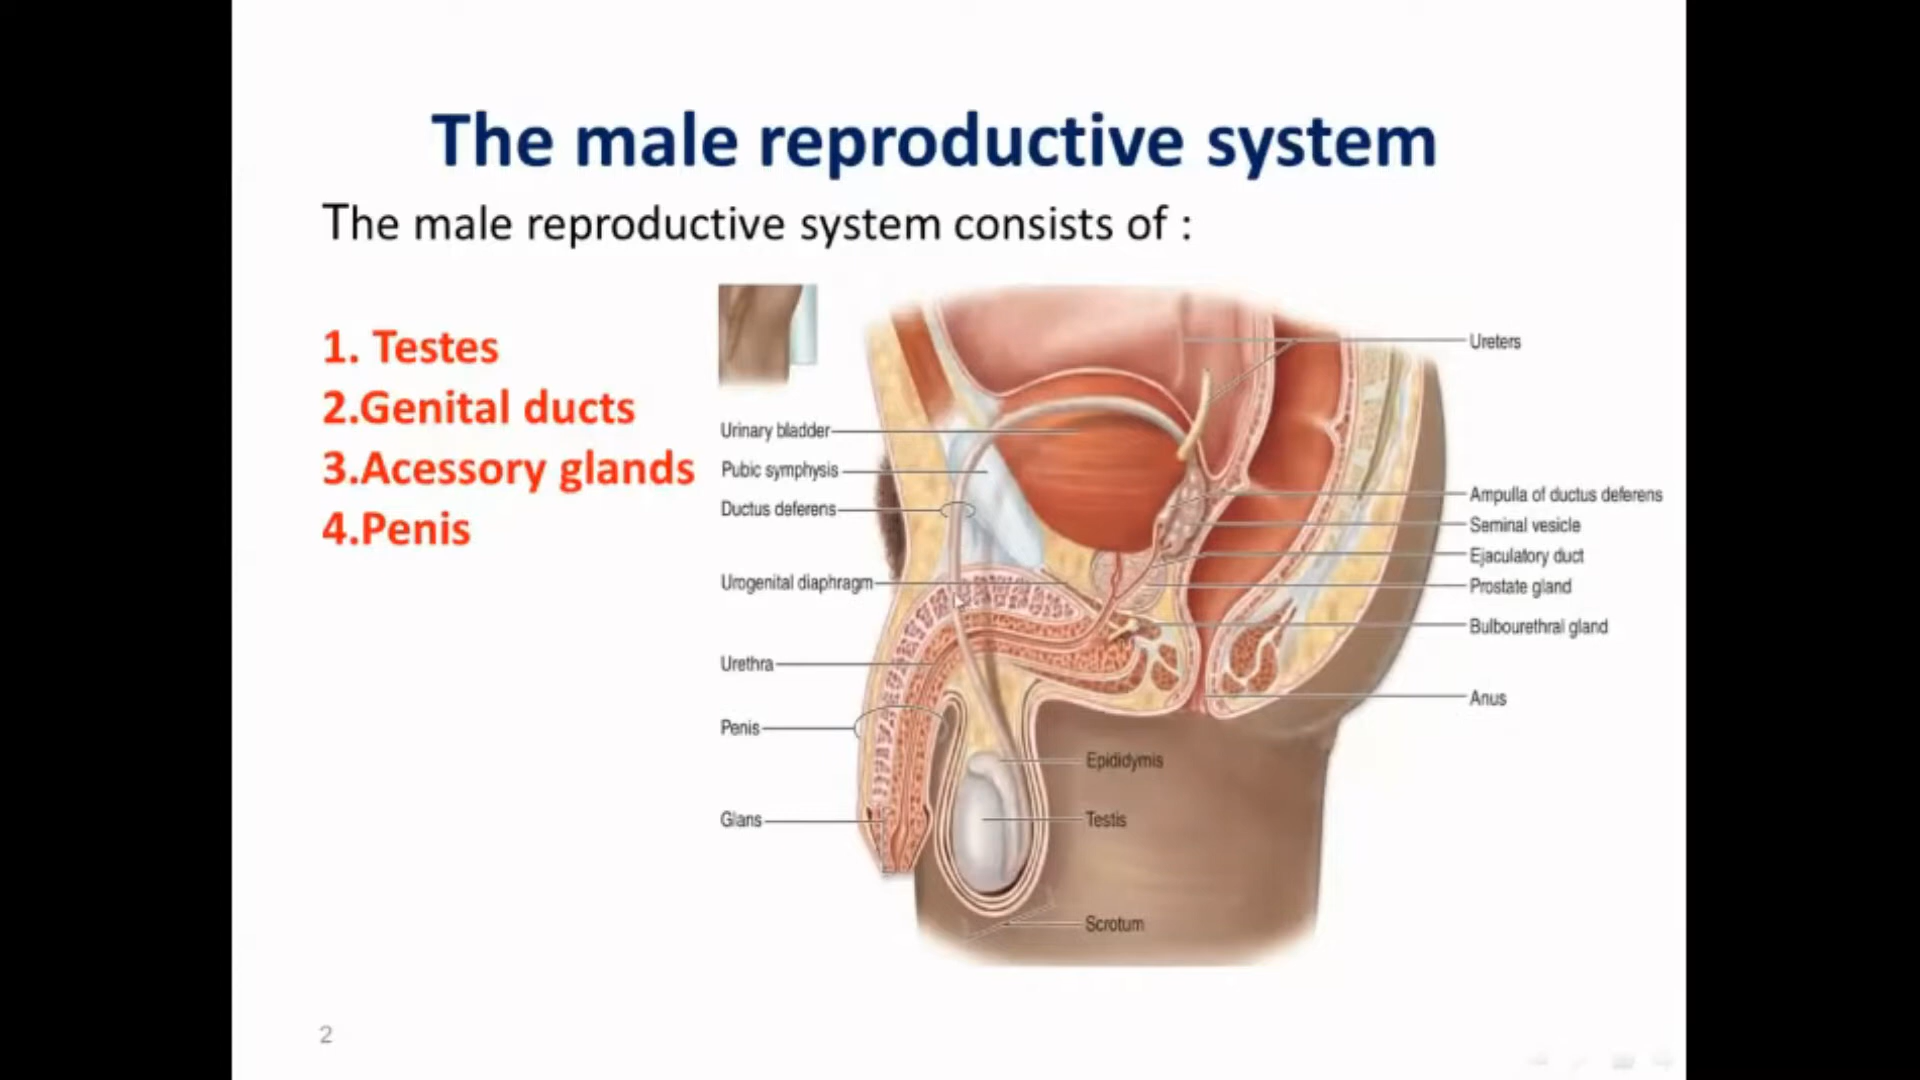 The male reproductive system
The male reproductive system consists of :
1. Testes
2.Genital ducts
3.Acessory glands
4.Penis
Urinary bladder
Pubic symphysis
Ductus deferens
Urogenital diaphragm
Urethra
Penis
Glans
Ureters
Ampulla of ductus deferens
Seminal vesicle
Ejaculatory duct
Prostate gland
Bulbourethral gland
Anus
Epididymis
Testis
Scrotum
2